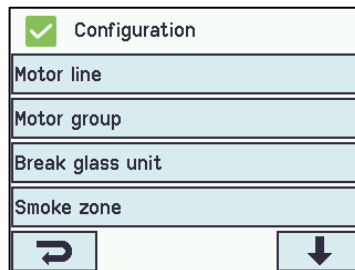 Configuration
Motor line
Motor group
Break glass unit
Smoke zone